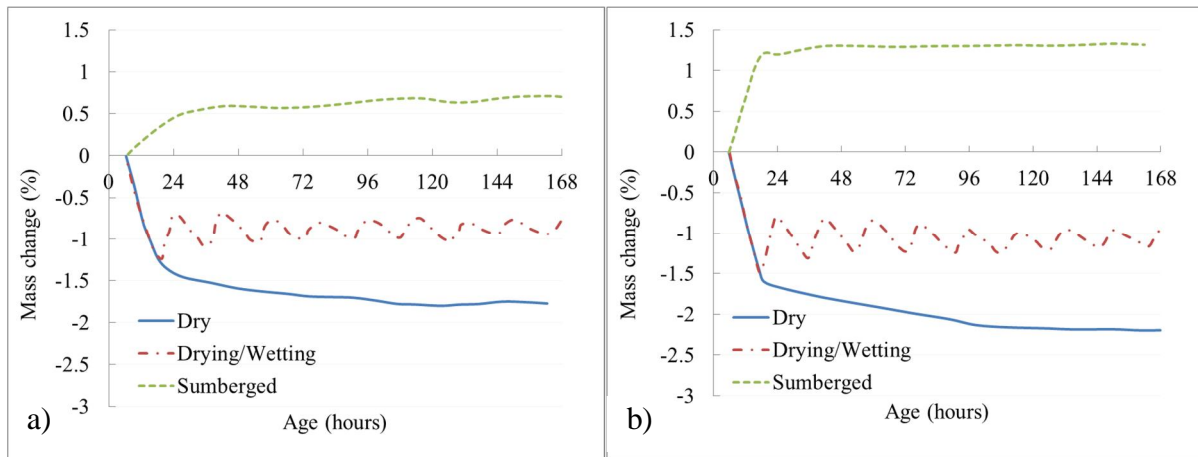 1.5
1
0.5
0
-0.5
-1
-1.5
-2
-2.5
-3
0 24 48 72 96 120 144 168
Mass change (%)
Age (hours)
Dry
Drying/Wetting
Sumberged
a)
1.5
1
0.5
0
-0.5
-1
-1.5
-2
-2.5
-3
0 24 48 72 96 120 144 168
Mass change (%)
Age (hours)
Dry
Drying/Wetting
Sumberged
b)